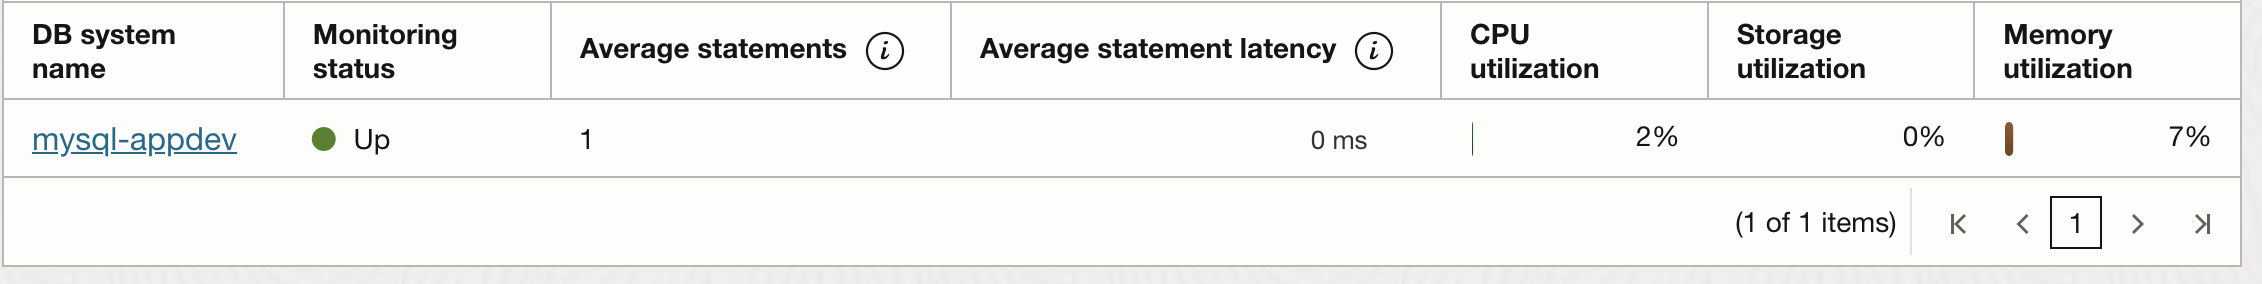 DB system name
Monitoring status
Average statements i
Average statement latency i
CPU utilization
Storage utilization
Memory utilization
mysql-appdev
Up
1
0 ms
2%
0%
7%
(1 of 1 items)
1